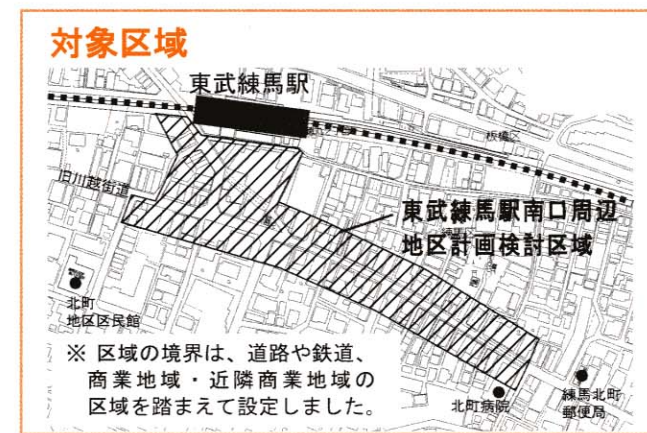 対象区域
東武練馬駅
板橋区
旧川越街道
東武練馬駅南口周辺
地区計画検討区域
北町
地区区民館
※ 区域の境界は、道路や鉄道、
商業地域・近隣商業地域の
区域を踏まえて設定しました。
北町病院
練馬北町
郵便局